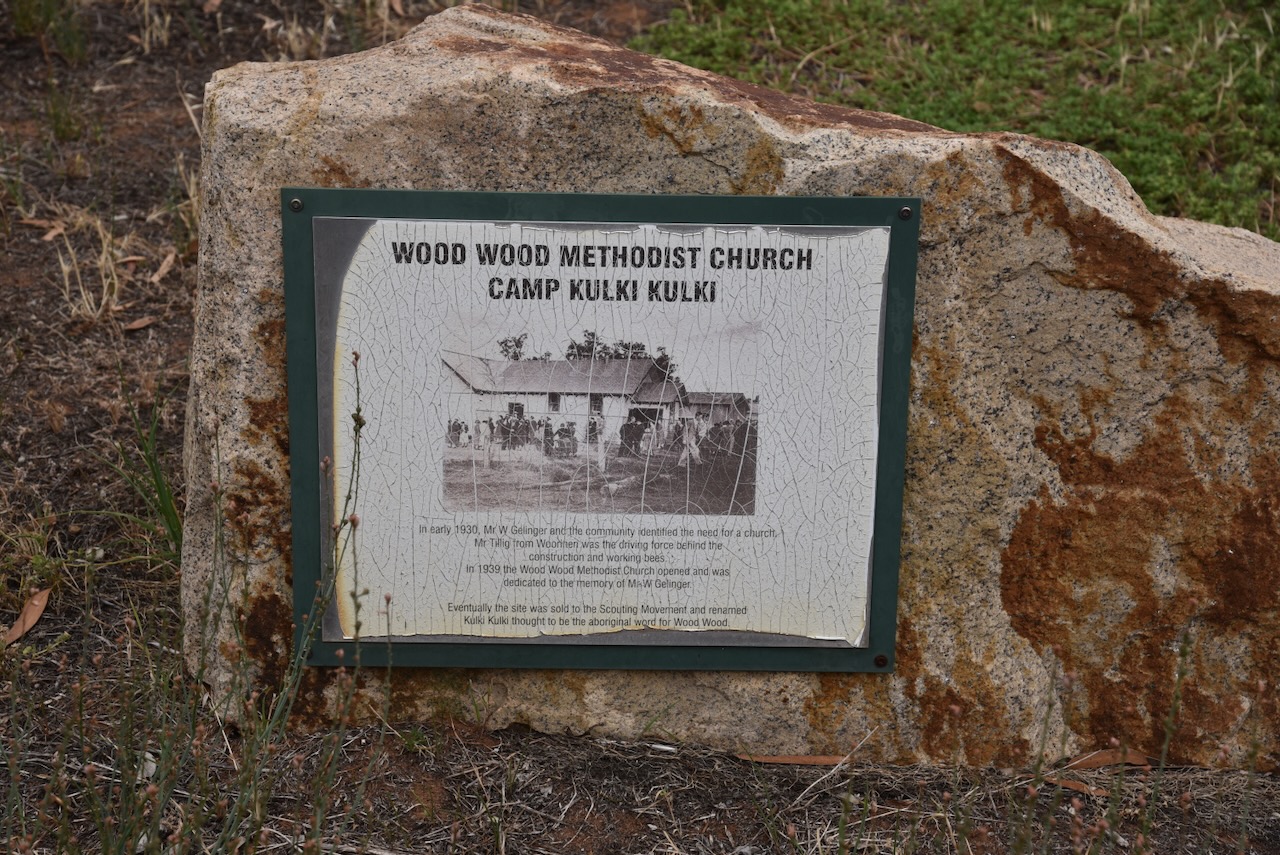 WOOD WOOD METHODIST CHURCH
CAMP KULKI KULKI
In early 1930, Mr W Gelinger and the community identified the need for a church,
Mr Tillig from Woorinen was the driving force behind the
construction and working bees.
In 1939 the Wood Wood Methodist Church opened and was
dedicated to the memory of Mr W Gelinger.
Eventually the site was sold to the Scouting Movement and renamed
Kulki Kulki thought to be the aboriginal word for Wood Wood.